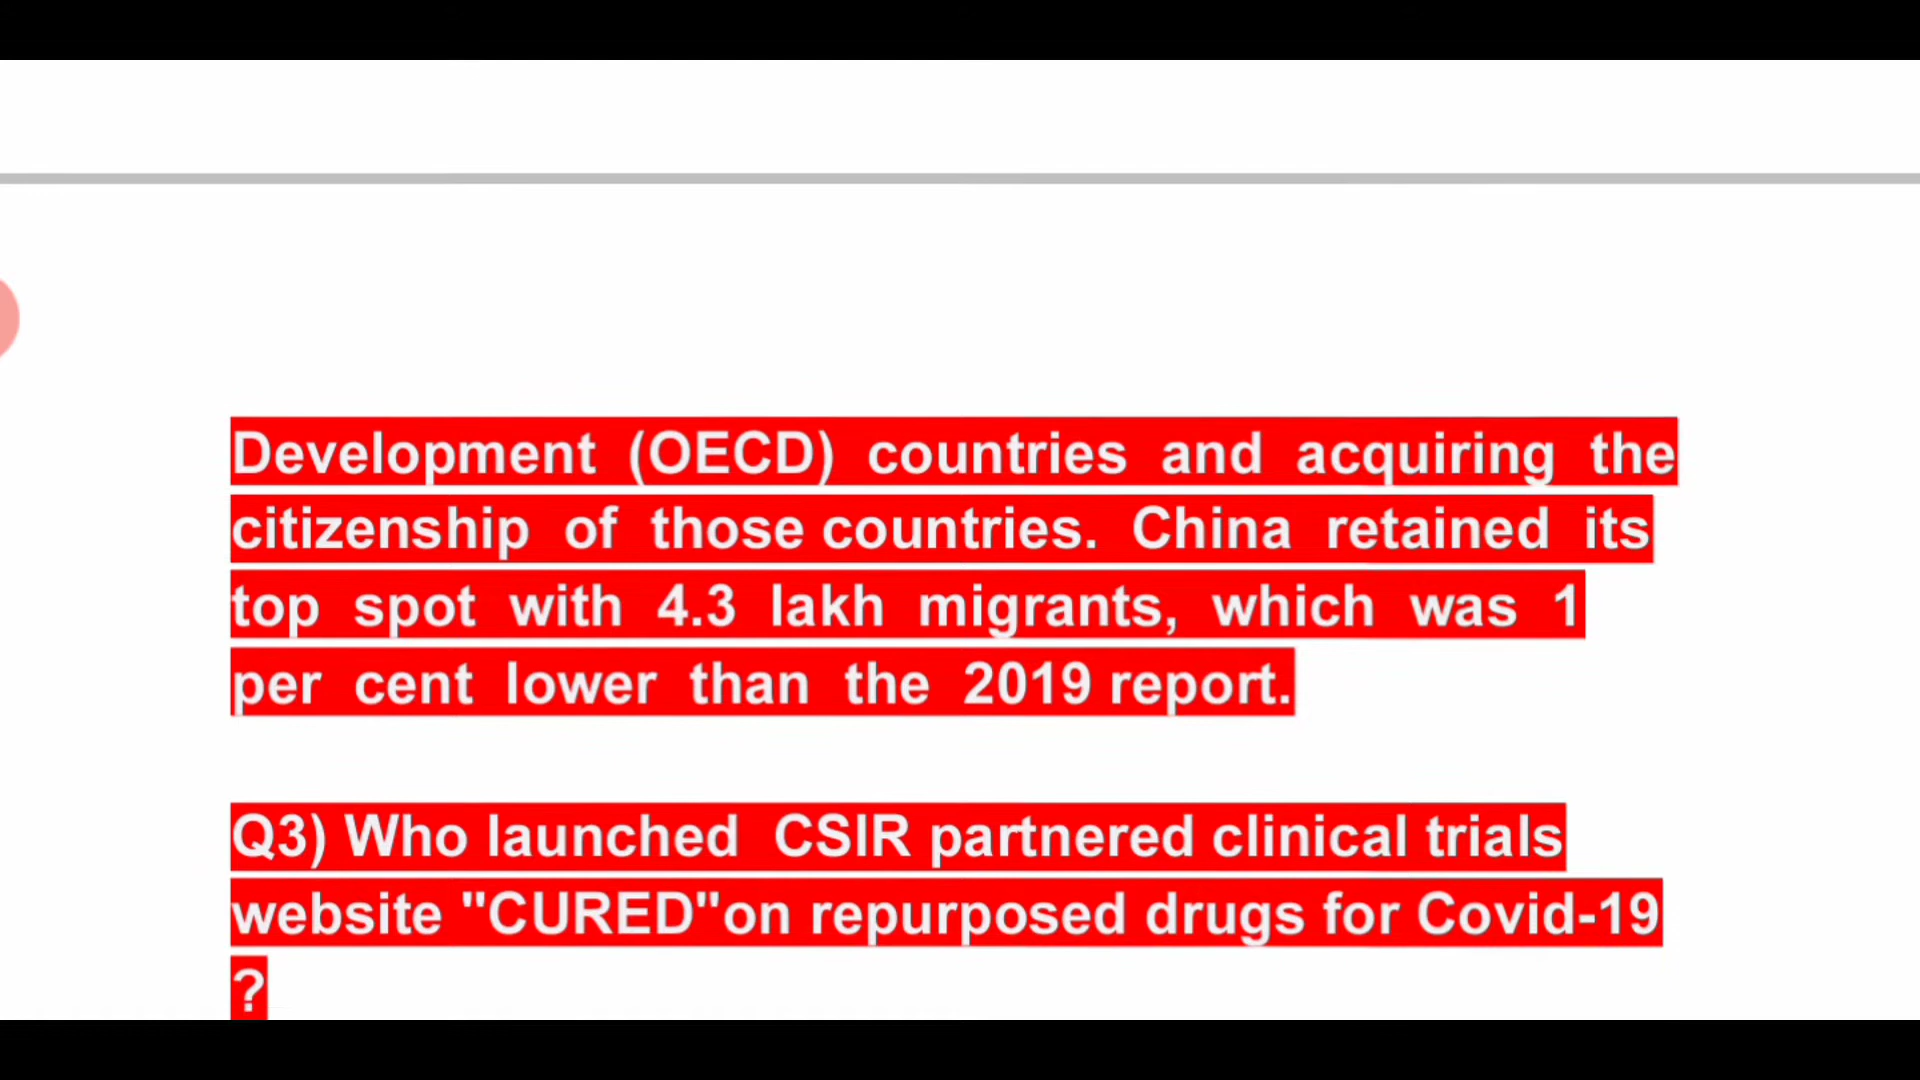 Development (OECD) countries and acquiring the
citizenship of those countries. China retained its
top spot with 4.3 lakh migrants, which was 1
per cent lower than the 2019 report.
Q3) Who launched CSIR partnered clinical trials
website "CURED"on repurposed drugs for Covid-19
?